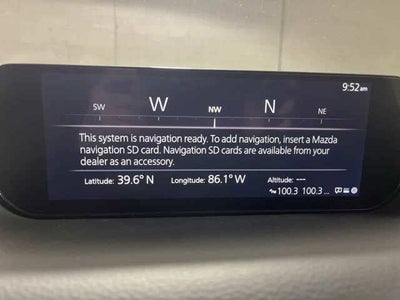 9:52am
SW W NW N NE
This system is navigation ready. To add navigation, insert a Mazda
navigation SD card. Navigation SD cards are available from your
dealer as an accessory.
Latitude: 39.6° N Longitude: 86.1° W Altitude: ---
100.3 100.3 ...